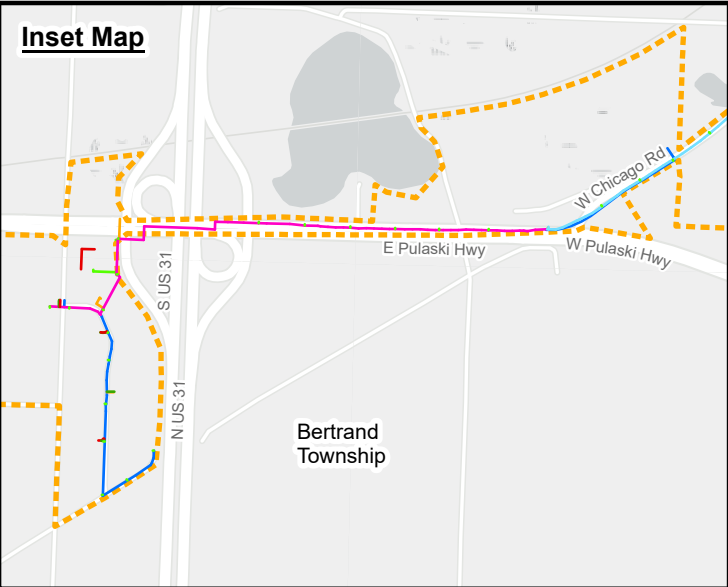 Inset Map
W Chicago Rd
E Pulaski Hwy
W Pulaski Hwy
S US 31
N US 31
Bertrand
Township